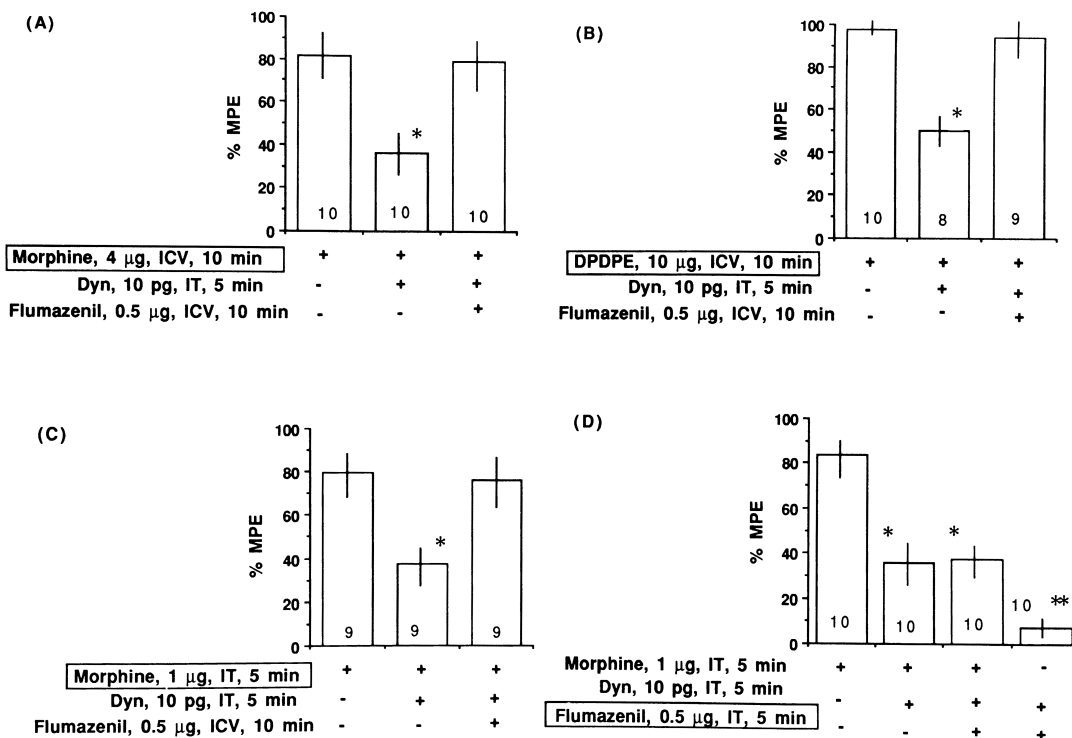 (A)
% MPE
100
80
60
40
20
0
*
10 10 10
Morphine, 4 µg, ICV, 10 min + + +
Dyn, 10 pg, IT, 5 min - + +
Flumazenil, 0.5 µg, ICV, 10 min - - +
(B)
% MPE
100
80
60
40
20
0
*
10 8 9
DPDPE, 10 µg, ICV, 10 min + + +
Dyn, 10 pg, IT, 5 min - + +
Flumazenil, 0.5 µg, ICV, 10 min - - +
(C)
% MPE
100
80
60
40
20
0
*
9 9 9
Morphine, 1 µg, IT, 5 min + + +
Dyn, 10 pg, IT, 5 min - + +
Flumazenil, 0.5 µg, ICV, 10 min - - +
(D)
% MPE
100
80
60
40
20
0
* * **
10 10 10 10
Morphine, 1 µg, IT, 5 min + + + -
Dyn, 10 pg, IT, 5 min - + + +
Flumazenil, 0.5 µg, IT, 5 min - - + +